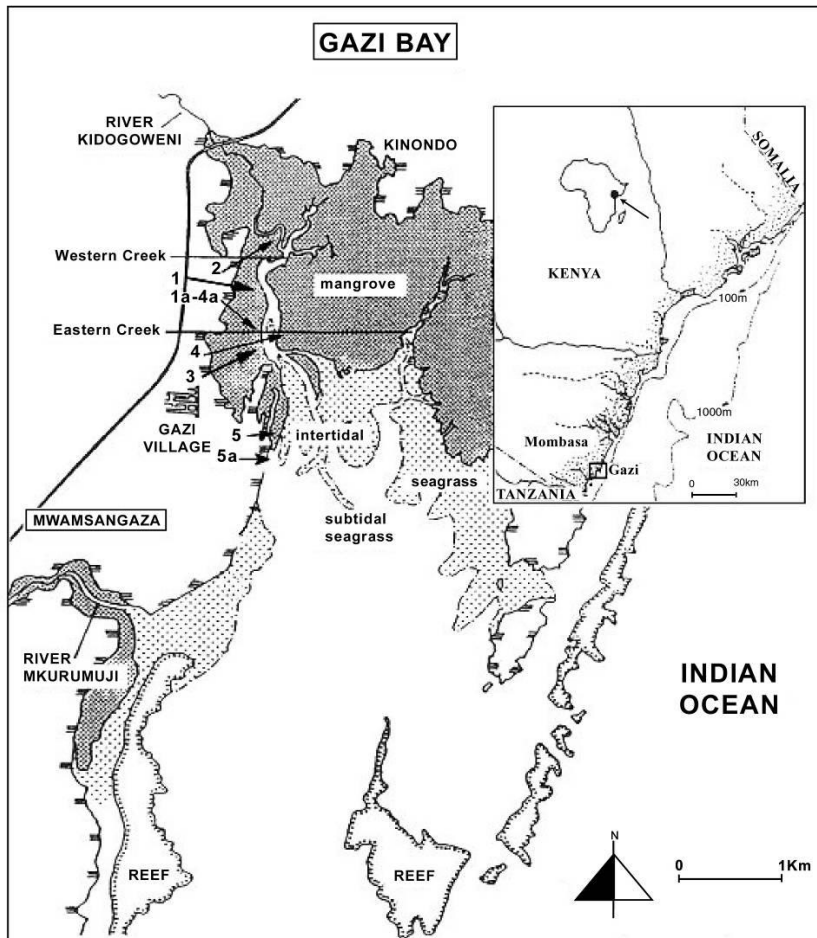 GAZI BAY
RIVER
KIDOGOWENI
KINONDO
Western Creek
2
1
1a-4a
mangrove
Eastern Creek
4
3
GAZI
VILLAGE
5
5a
intertidal
seagrass
subtidal
seagrass
MWAMSANGAZA
RIVER
MKURUMUJI
REEF
REEF
INDIAN
OCEAN
N
0 1Km
SOMALIA
KENYA
100m
1000m
Mombasa
INDIAN
OCEAN
Gazi
TANZANIA
0 30km